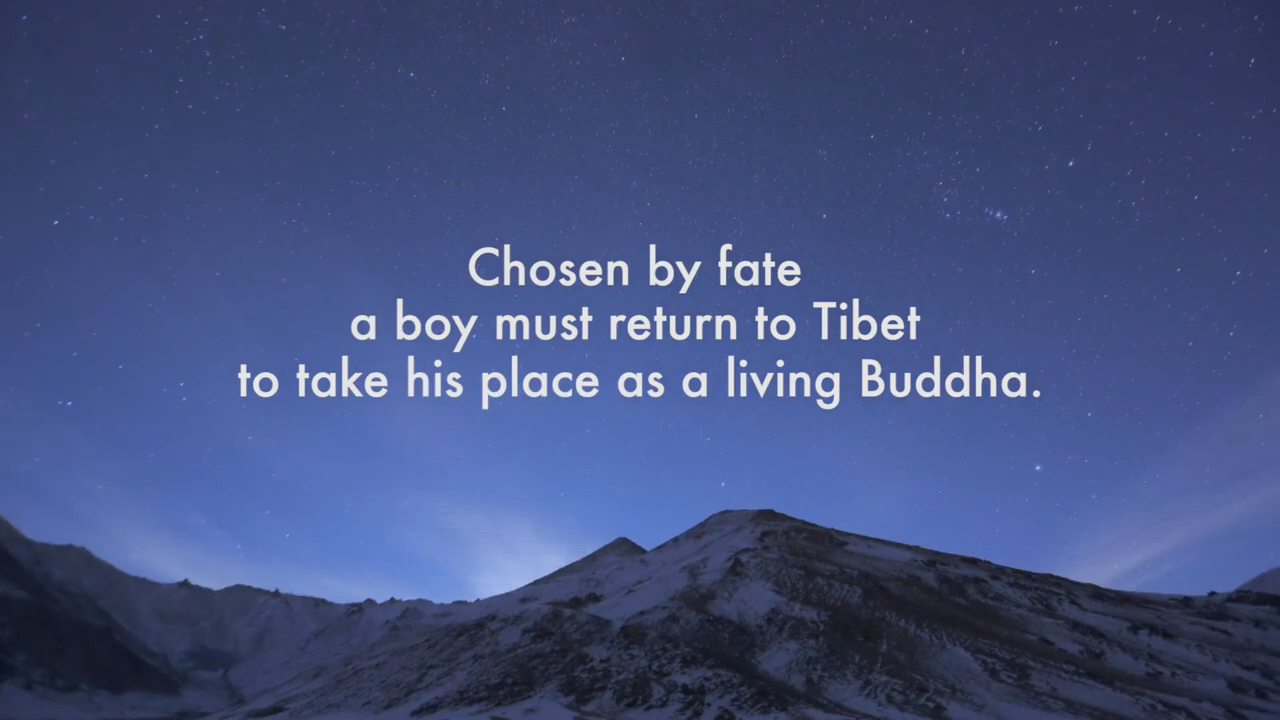 Chosen by fate
a boy must return to Tibet
to take his place as a living Buddha.